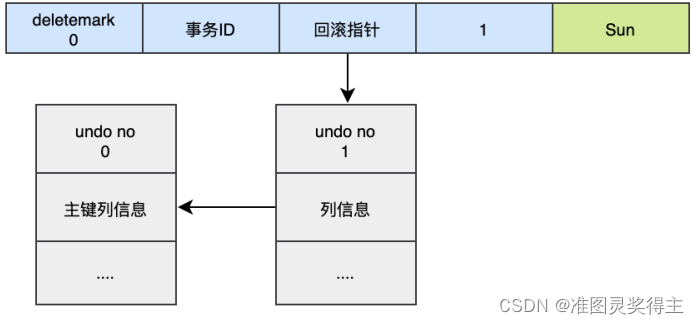 deletemark
0
事务ID
回滚指针
1
Sun
undo no
0
主键列信息
....
undo no
1
列信息
....
CSDN @准图灵奖得主